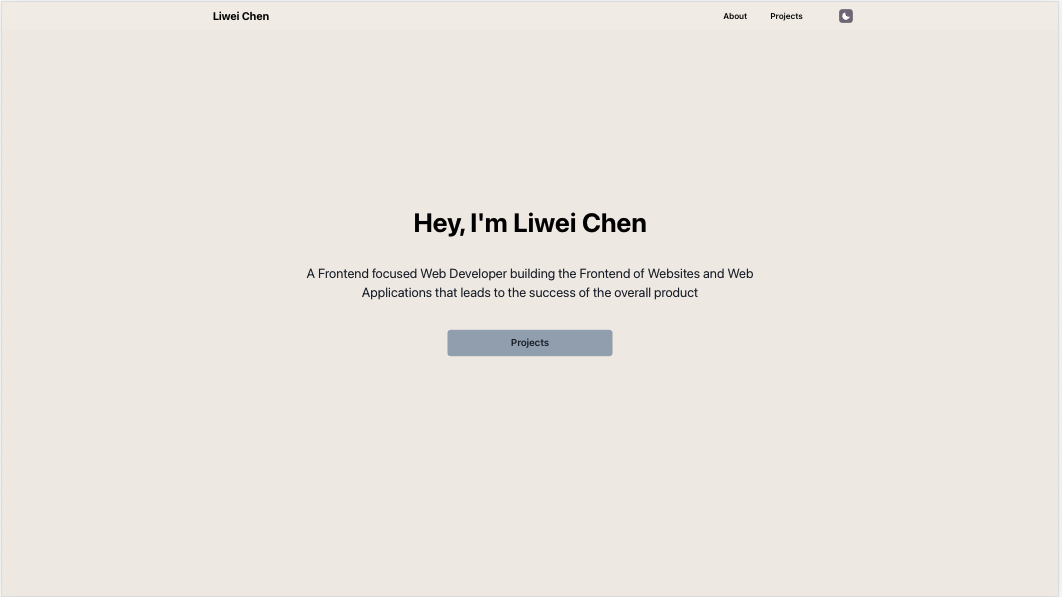 Liwei Chen
About
Projects
Hey, I'm Liwei Chen
A Frontend focused Web Developer building the Frontend of Websites and Web
Applications that leads to the success of the overall product
Projects